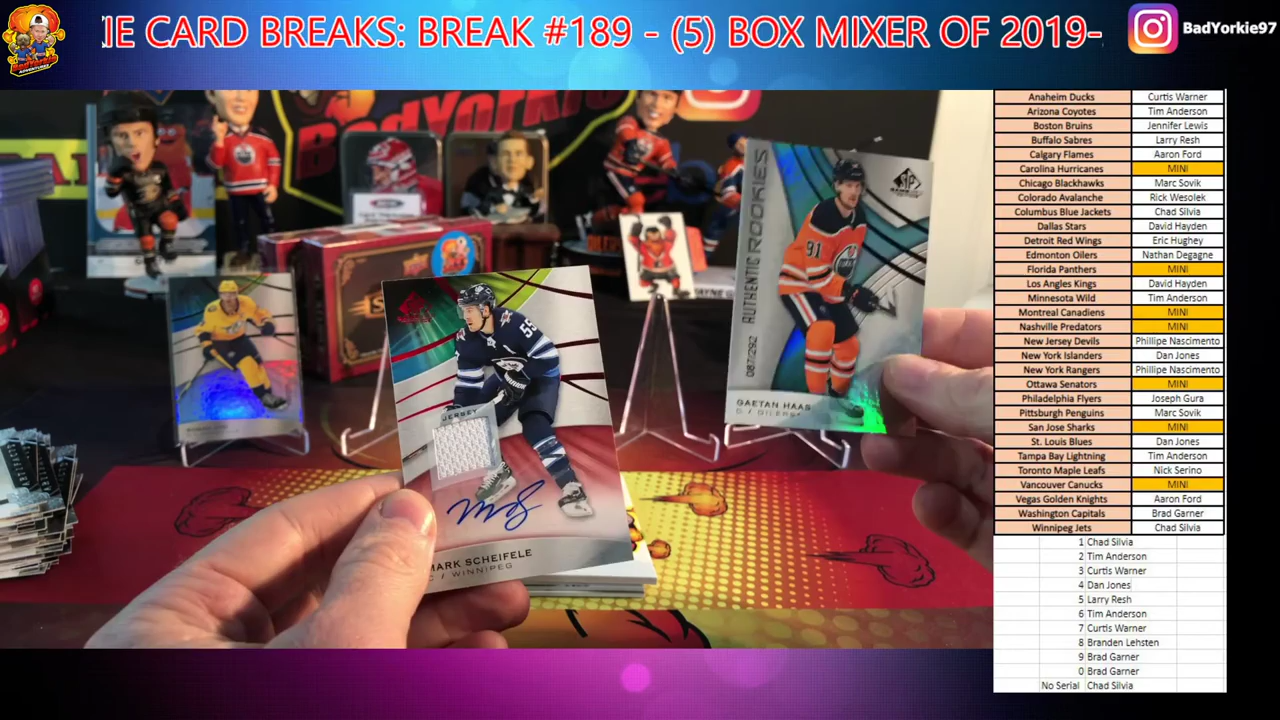 IE CARD BREAKS: BREAK #189 - (5) BOX MIXER OF 2019-
BadYorkie97
Anaheim Ducks Curtis Warner
Arizona Coyotes Tim Anderson
Boston Bruins Jennifer Lewis
Buffalo Sabres Larry Resh
Calgary Flames Aaron Ford
Carolina Hurricanes MINI
Chicago Blackhawks Marc Sovik
Colorado Avalanche Rick Wesolek
Columbus Blue Jackets Chad Silvia
Dallas Stars David Hayden
Detroit Red Wings Eric Hughey
Edmonton Oilers Nathan Degagne
Florida Panthers MINI
Los Angles Kings David Hayden
Minnesota Wild Tim Anderson
Montreal Canadiens MINI
Nashville Predators MINI
New Jersey Devils Phillipe Nascimento
New York Islanders Dan Jones
New York Rangers Phillipe Nascimento
Ottawa Senators MINI
Philadelphia Flyers Joseph Gura
Pittsburgh Penguins Marc Sovik
San Jose Sharks MINI
St. Louis Blues Dan Jones
Tampa Bay Lightning Tim Anderson
Toronto Maple Leafs Nick Serino
Vancouver Canucks MINI
Vegas Golden Knights Aaron Ford
Washington Capitals Brad Garner
Winnipeg Jets Chad Silvia
1 Chad Silvia
2 Tim Anderson
3 Curtis Warner
4 Dan Jones
5 Larry Resh
6 Tim Anderson
7 Curtis Warner
8 Branden Lehsten
9 Brad Garner
0 Brad Garner
No Serial Chad Silvia
AUTHENTIC ROOKIES
087/292
GAETAN HAAS
C / OILERS
91
JERSEY
55
MARK SCHEIFELE
C / WINNIPEG